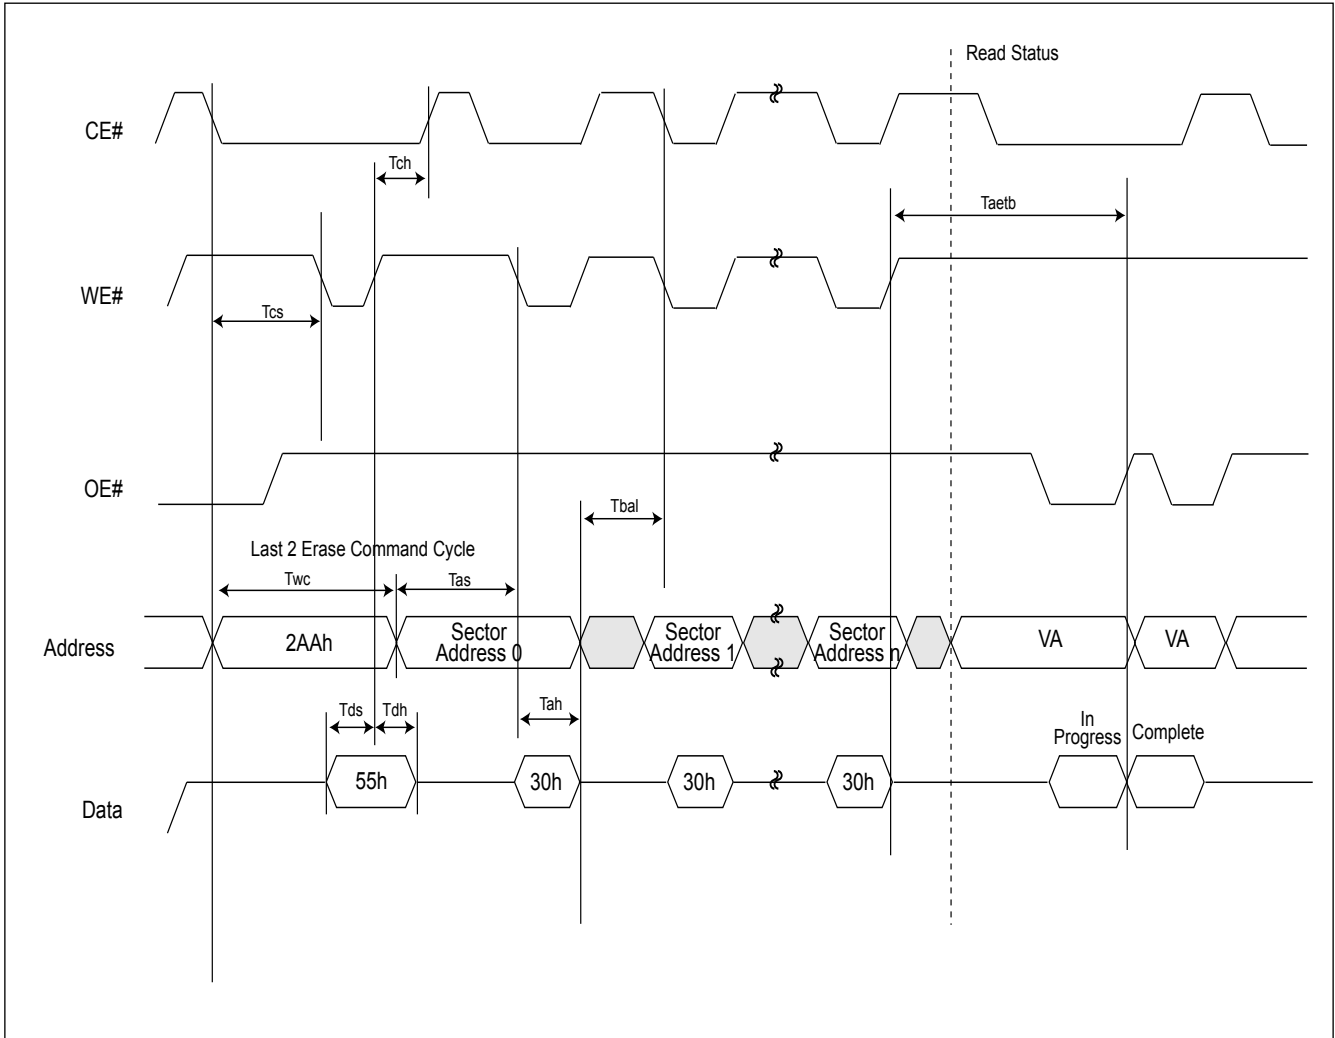 Read Status
CE#
Tch
Taetb
WE#
Tcs
OE#
Tbal
Last 2 Erase Command Cycle
Twc
Tas
Address
2AAh
Sector
Address 0
Sector
Address 1
Sector
Address n
VA
VA
Tds
Tdh
Tah
In
Progress
Complete
Data
55h
30h
30h
30h